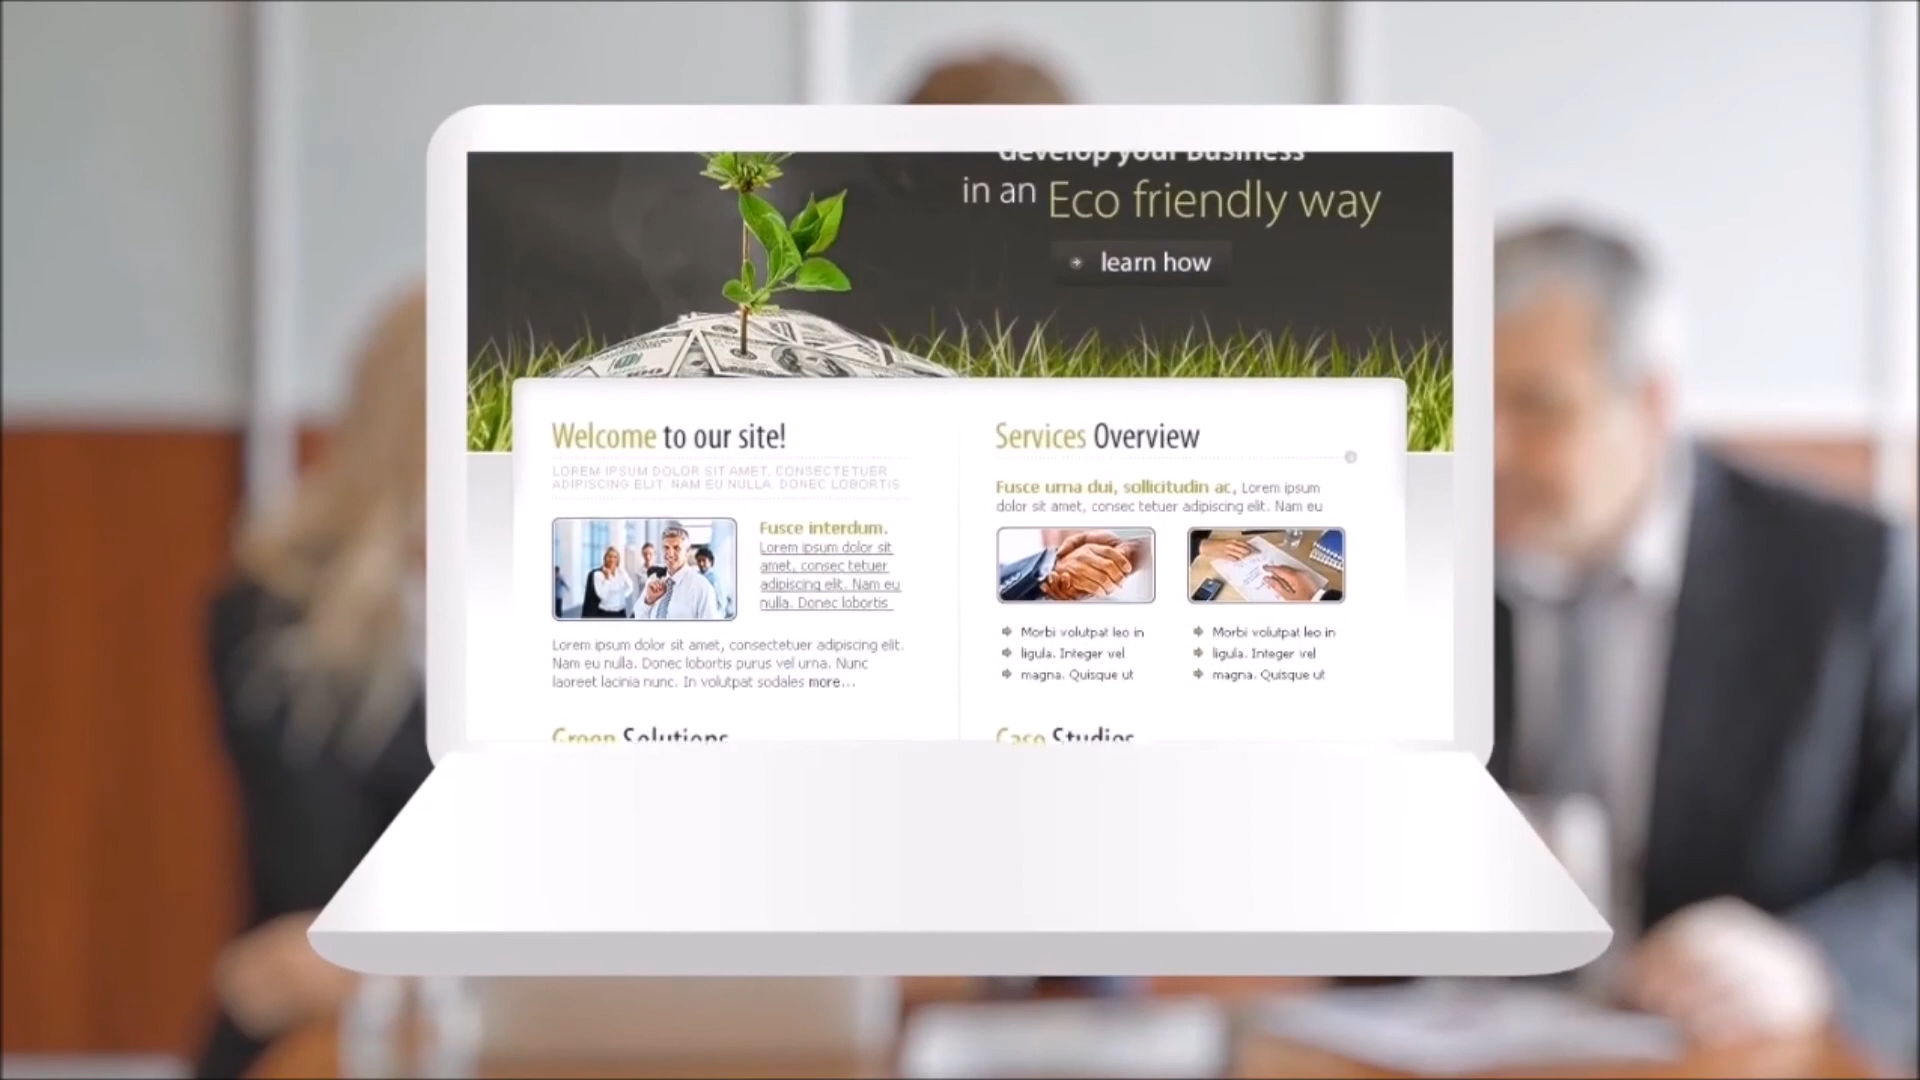 develop your business
in an Eco friendly way
learn how
Welcome to our site!
LOREM IPSUM DOLOR SIT AMET, CONSECTETUER
ADIPISCING ELIT. NAM EU NULLA. DONEC LOBORTIS
Fusce interdum.
Lorem ipsum dolor sit
amet, consec tetuer
adipiscing elit. Nam eu
nulla. Donec lobortis
Lorem ipsum dolor sit amet, consectetuer adipiscing elit.
Nam eu nulla. Donec lobortis purus vel urna. Nunc
laoreet lacinia nunc. In volutpat sodales more...
Green Solutions
Services Overview
Fusce urna dui, sollicitudin ac, Lorem ipsum
dolor sit amet, consec tetuer adipiscing elit. Nam eu
Morbi volutpat leo in
ligula. Integer vel
magna. Quisque ut
Morbi volutpat leo in
ligula. Integer vel
magna. Quisque ut
Case Studies